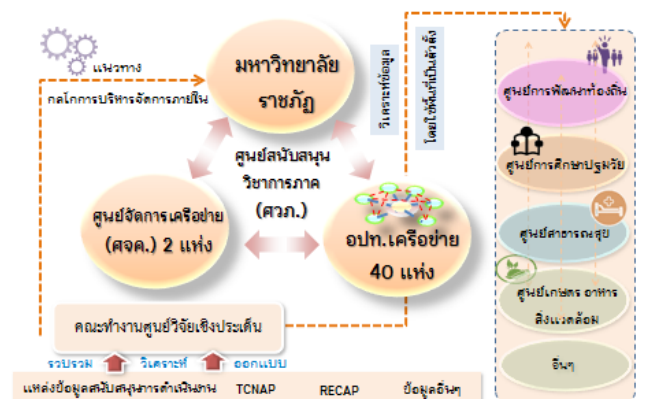 แนวทาง
กลไกการบริหารจัดการภายใน
มหาวิทยาลัย
ราชภัฏ
วิเคราะห์ข้อมูล
โดยใช้พื้นที่เป็นตัวตั้ง
ศูนย์สนับสนุน
วิชาการภาค
(ศวภ.)
ศูนย์จัดการเครือข่าย
(ศจค.) 2 แห่ง
อปท.เครือข่าย
40 แห่ง
คณะทำงานศูนย์วิจัยเชิงประเด็น
รวบรวม วิเคราะห์ ออกแบบ
แหล่งข้อมูลสนับสนุนการดำเนินงาน TCNAP RECAP ข้อมูลอื่นๆ
ศูนย์การพัฒนาท้องถิ่น
ศูนย์การศึกษาปฐมวัย
ศูนย์สาธารณสุข
ศูนย์เกษตร อาหาร
สิ่งแวดล้อม
อื่นๆ